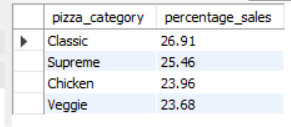 pizza_category percentage_sales
Classic 26.91
Supreme 25.46
Chicken 23.96
Veggie 23.68